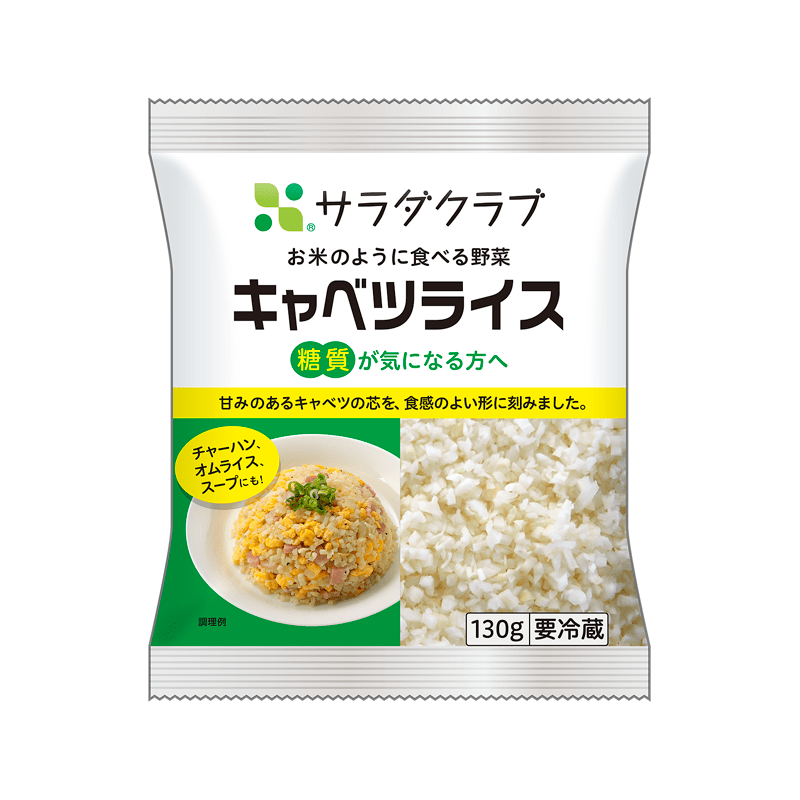 サラダクラブ®
お米のように食べる野菜
キャベツライス
糖質が気になる方へ
甘みのあるキャベツの芯を、食感のよい形に刻みました。
チャーハン、
オムライス、
スープにも!
調理例
130g 要冷蔵